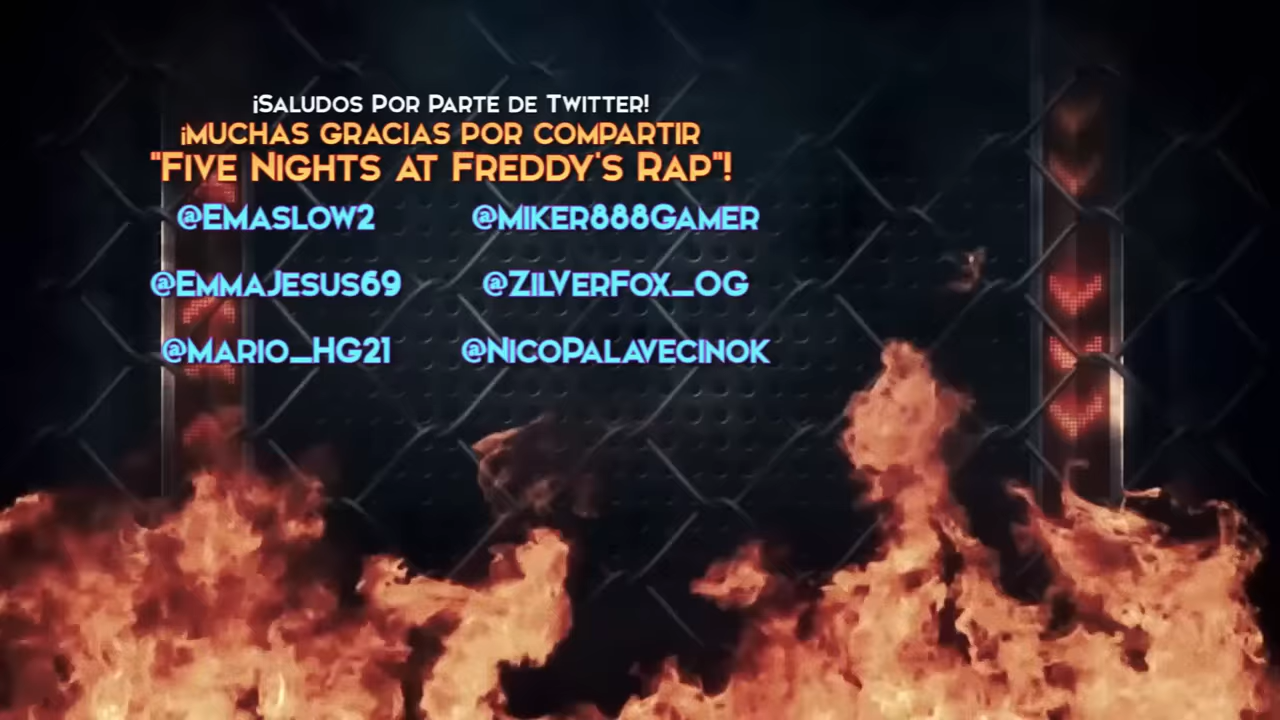 ¡Saludos Por Parte de Twitter!
¡MUCHAS GRACIAS POR COMPARTIR
"Five Nights at Freddy's Rap"!
@Emaslow2 @miker888Gamer
@EmmaJesus69 @ZilVerFox_OG
@mario_HG21 @NicoPalavecinoK